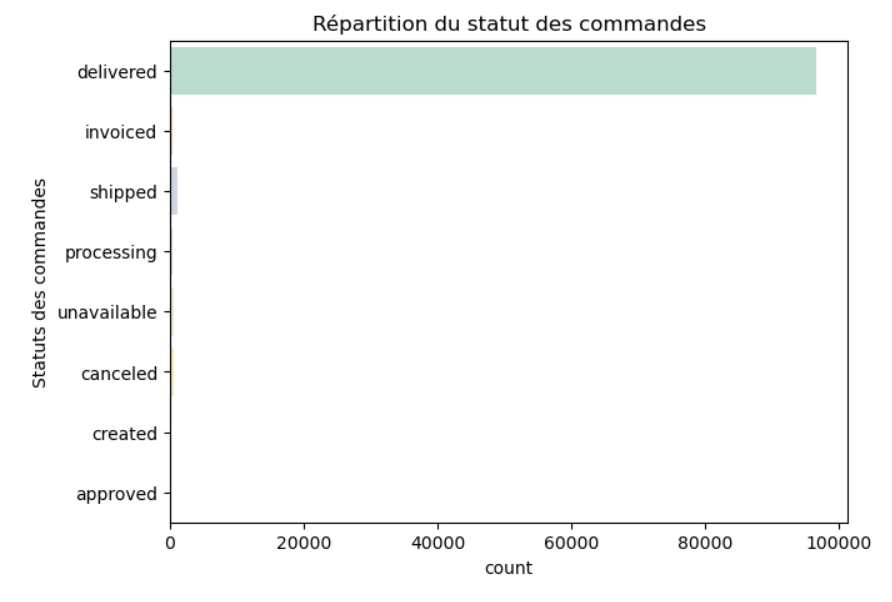 Répartition du statut des commandes
Statuts des commandes
delivered
invoiced
shipped
processing
unavailable
canceled
created
approved
0 20000 40000 60000 80000 100000
count